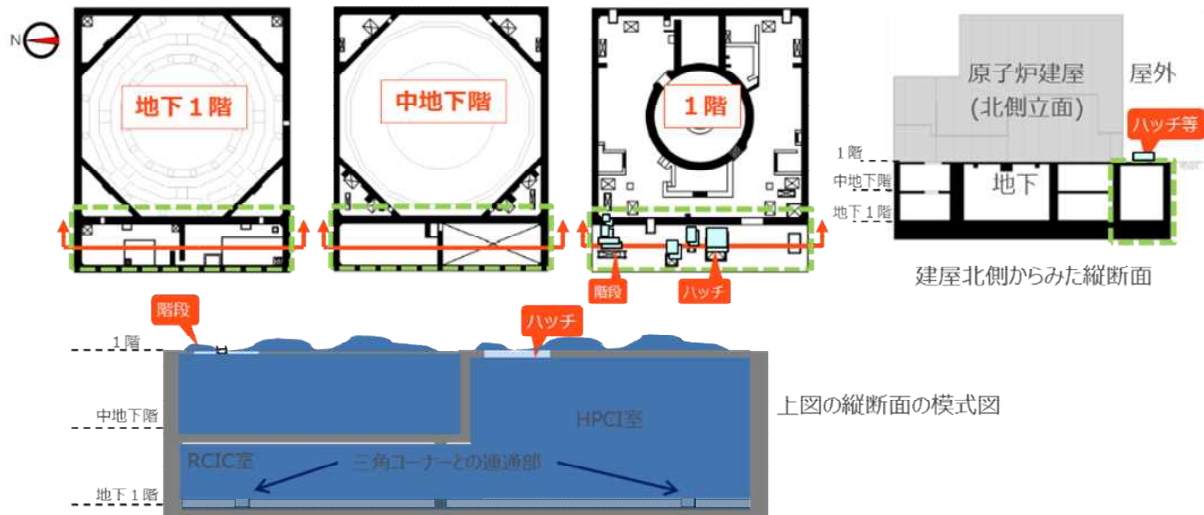 N
地下１階
中地下階
１階
階段
ハッチ
原子炉建屋
(北側立面)
屋外
ハッチ等
１階
中地下階
地下１階
地下
建屋北側からみた縦断面
階段
ハッチ
１階
中地下階
地下１階
HPCI室
RCIC室
三角コーナーとの連通部
上図の縦断面の模式図